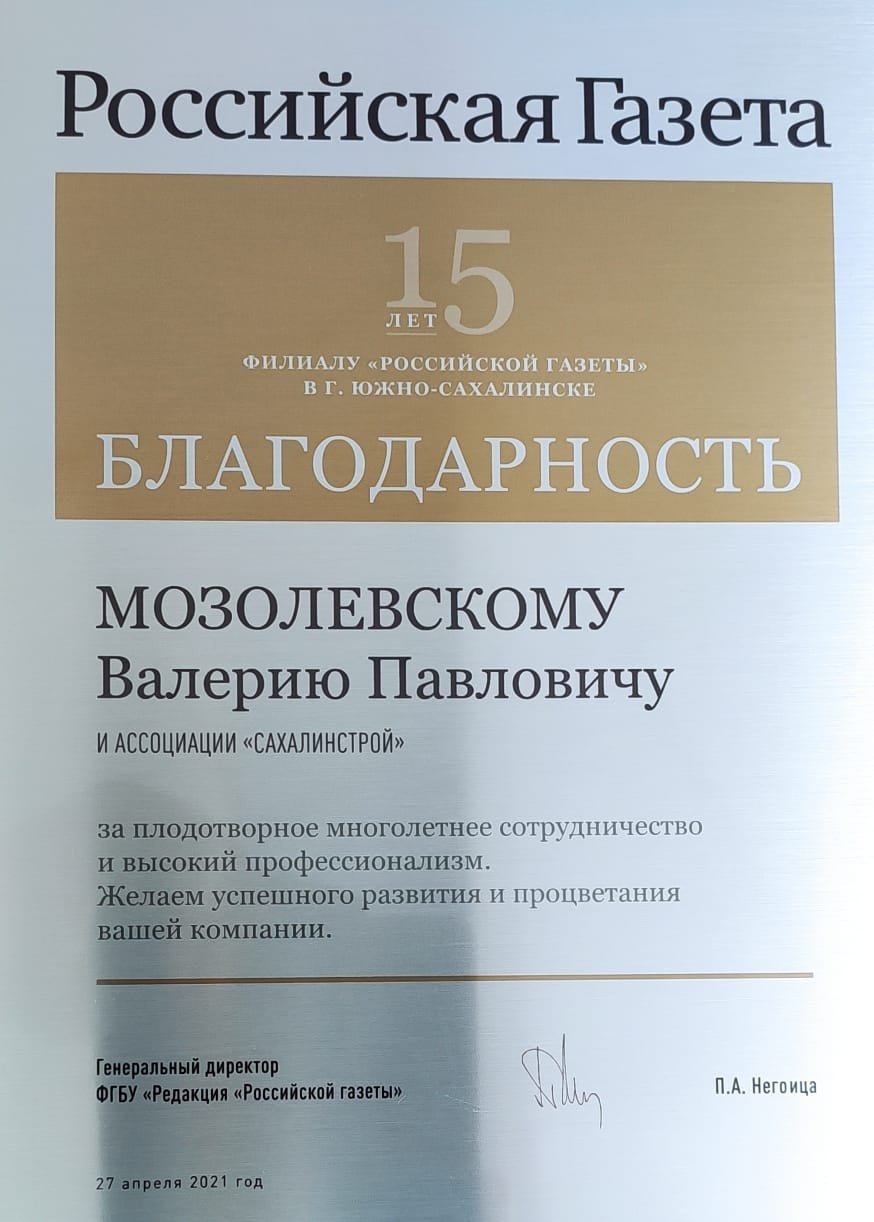 Российская Газета
15
ЛЕТ
ФИЛИАЛУ «РОССИЙСКОЙ ГАЗЕТЫ»
В Г. ЮЖНО-САХАЛИНСКЕ
БЛАГОДАРНОСТЬ
МОЗОЛЕВСКОМУ
Валерию Павловичу
И АССОЦИАЦИИ «САХАЛИНСТРОЙ»
за плодотворное многолетнее сотрудничество
и высокий профессионализм.
Желаем успешного развития и процветания
вашей компании.
Генеральный директор
ФГБУ «Редакция «Российской газеты»
П.А. Негоица
27 апреля 2021 год